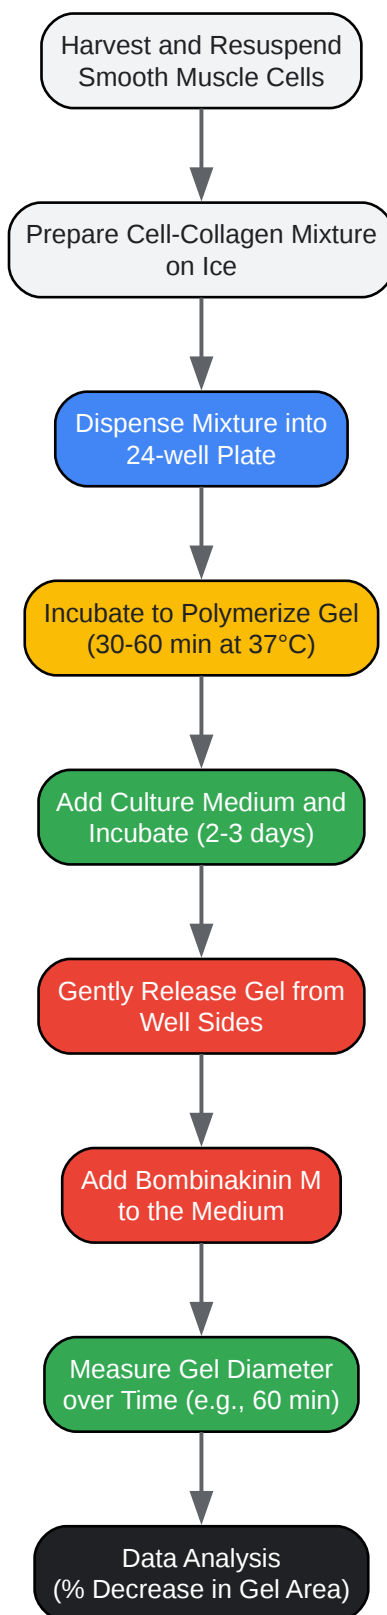 Harvest and Resuspend
Smooth Muscle Cells
Prepare Cell-Collagen Mixture
on Ice
Dispense Mixture into
24-well Plate
Incubate to Polymerize Gel
(30-60 min at 37°C)
Add Culture Medium and
Incubate (2-3 days)
Gently Release Gel from
Well Sides
Add Bombinakinin M
to the Medium
Measure Gel Diameter
over Time (e.g., 60 min)
Data Analysis
(% Decrease in Gel Area)